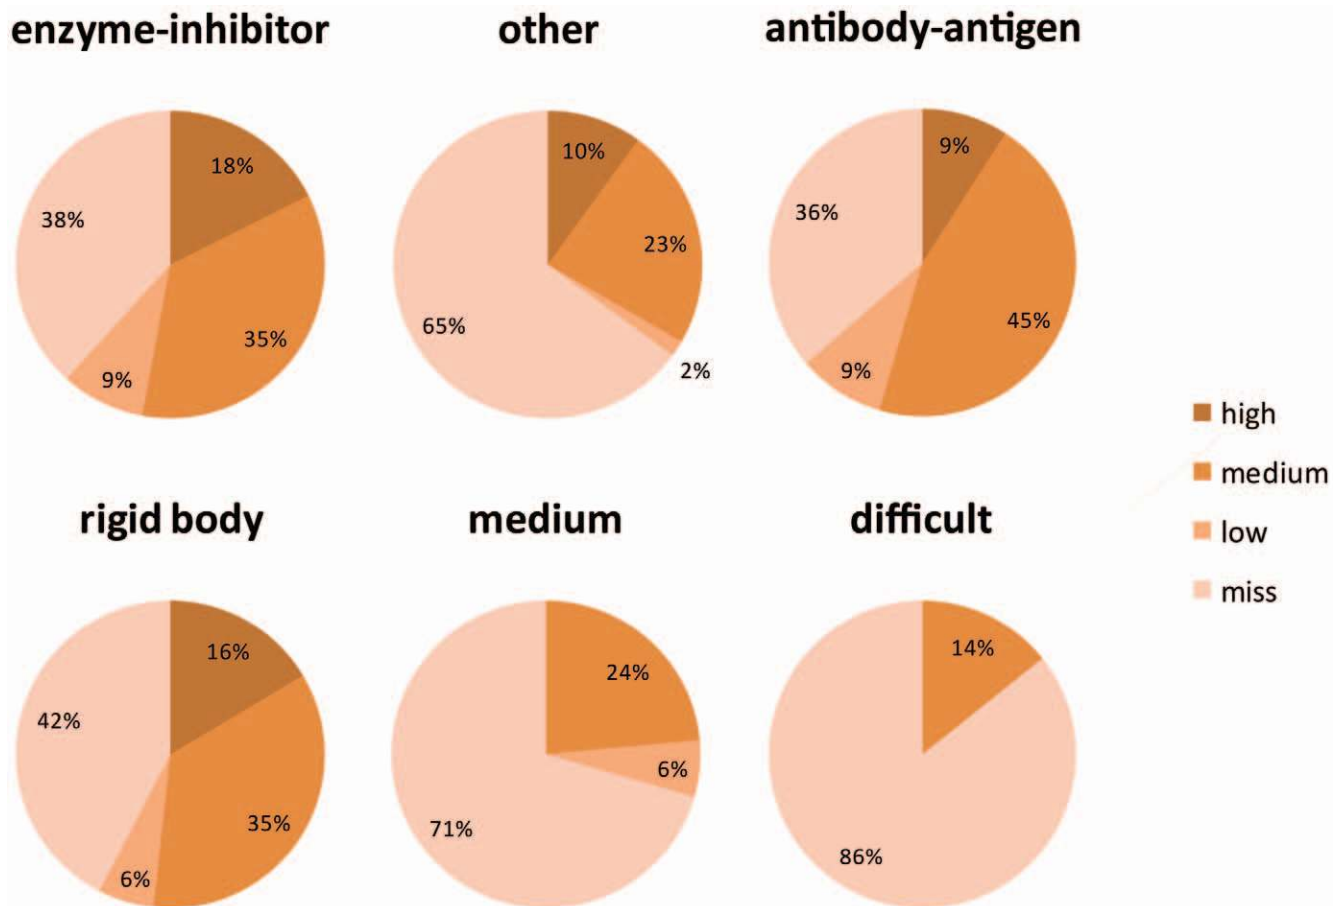 enzyme-inhibitor
18%
35%
9%
38%
other
10%
23%
2%
65%
antibody-antigen
9%
45%
9%
36%
rigid body
16%
35%
6%
42%
medium
24%
6%
71%
difficult
14%
86%
high
medium
low
miss